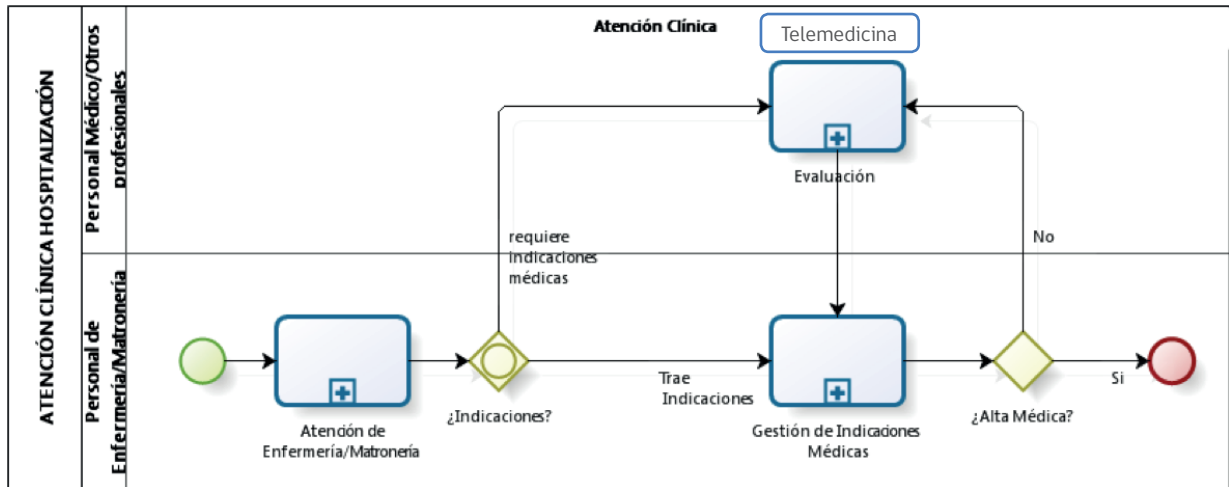 ATENCIÓN CLÍNICA HOSPITALIZACIÓN
Personal Médico/Otros
profesionales
Personal de
Enfermería/Matronería
Atención Clínica
Telemedicina
Evaluación
requiere
Indicaciones
médicas
No
Atención de
Enfermería/Matronería
¿Indicaciones?
Trae
Indicaciones
Gestión de Indicaciones
Médicas
¿Alta Médica?
Si